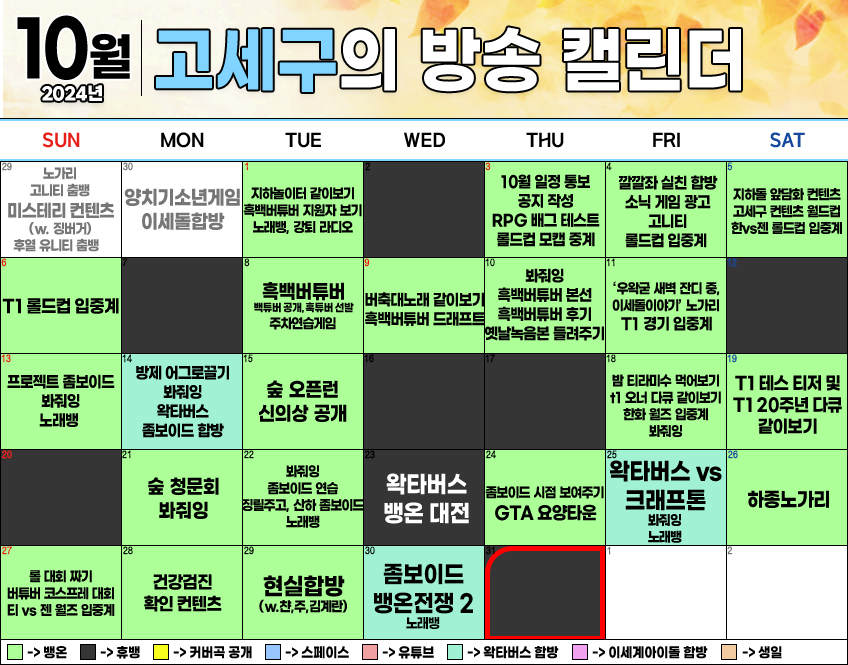 10월
2024년
고세구의 방송 캘린더
SUN MON TUE WED THU FRI SAT
29
노가리
고니티 춤뱅
미스테리 컨텐츠
(w. 징버거)
후열 유니티 춤뱅
30
양치기소년게임
이세돌합방
1
지하놀이터 같이보기
흑백버튜버 지원자 보기
노래뱅, 강퇴 라디오
2
3
10월 일정 통보
공지 작성
RPG 배그 테스트
롤드컵 모캡 중계
4
깔깔좌 실친 합방
소닉 게임 광고
고니티
롤드컵 입중계
5
지하돌 앞담화 컨텐츠
고세구 컨텐츠 월드컵
한vs젠 롤드컵 입중계
6
T1 롤드컵 입중계
7
8
흑백버튜버
백튜버 공개,흑튜버 선발
주차연습게임
9
버축대노래 같이보기
흑백버튜버 드래프트
10
봐줘잉
흑백버튜버 본선
흑백버튜버 후기
옛날녹음본 들려주기
11
‘우왁굳 새벽 잔디 중,
이세돌이야기’ 노가리
T1 경기 입중계
12
13
프로젝트 좀보이드
봐줘잉
노래뱅
14
방제 어그로끌기
봐줘잉
왁타버스
좀보이드 합방
15
숲 오픈런
신의상 공개
16
17
18
밤 티라미수 먹어보기
t1 오너 다큐 같이보기
한화 월즈 입중계
봐줘잉
19
T1 테스 티저 및
T1 20주년 다큐
같이보기
20
21
숲 청문회
봐줘잉
22
봐줘잉
좀보이드 연습
징릴주고, 산하 좀보이드
노래뱅
23
왁타버스
뱅온 대전
24
좀보이드 시점 보여주기
GTA 요양타운
25
왁타버스 vs
크래프톤
봐줘잉
노래뱅
26
하종노가리
27
롤 대회 짜기
버튜버 코스프레 대회
티 vs 젠 월즈 입중계
28
건강검진
확인 컨텐츠
29
현실합방
(w.챤,주,김계란)
30
좀보이드
뱅온전쟁 2
노래뱅
31
1
2
-> 뱅온 -> 휴뱅 -> 커버곡 공개 -> 스페이스 -> 유튜브 -> 왁타버스 합방 -> 이세계아이돌 합방 -> 생일